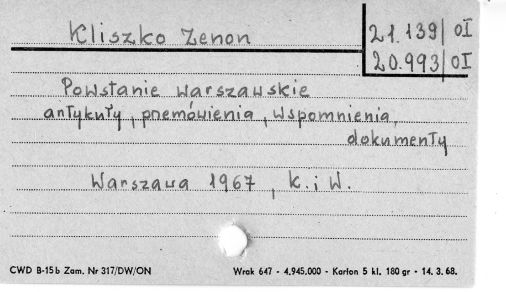 Kliszko Zenon
21.139/OI
20.993/OI
Powstanie warszawskie
artykuły, przemówienia, wspomnienia,
dokumenty
Warszawa 1967, K.i W.
CWD B-15b Zam. Nr 317/DW/ON Wrak 647 - 4.945.000 - Karton 5 kl. 180 gr - 14. 3. 68.